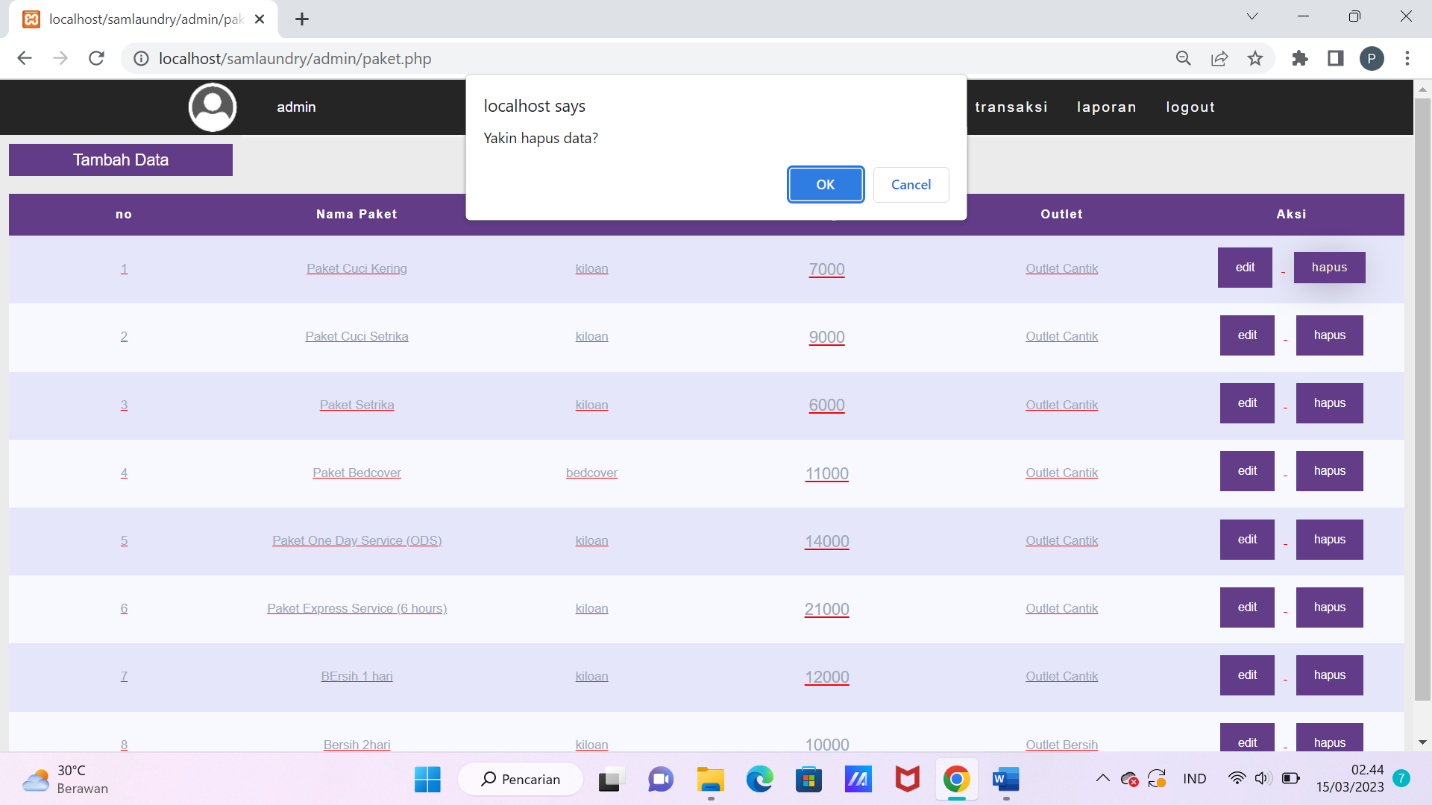 localhost/samlaundry/admin/pak
localhost/samlaundry/admin/paket.php
P
admin
transaksi laporan logout
localhost says
Yakin hapus data?
OK Cancel
Tambah Data
no Nama Paket Outlet Aksi
1 Paket Cuci Kering kiloan 7000 Outlet Cantik edit - hapus
2 Paket Cuci Setrika kiloan 9000 Outlet Cantik edit - hapus
3 Paket Setrika kiloan 6000 Outlet Cantik edit - hapus
4 Paket Bedcover bedcover 11000 Outlet Cantik edit - hapus
5 Paket One Day Service (ODS) kiloan 14000 Outlet Cantik edit - hapus
6 Paket Express Service (6 hours) kiloan 21000 Outlet Cantik edit - hapus
7 BErsih 1 hari kiloan 12000 Outlet Cantik edit - hapus
8 Bersih 2hari kiloan 10000 Outlet Bersih edit - hapus
30°C
Berawan
Pencarian
W
IND
02.44
15/03/2023
7